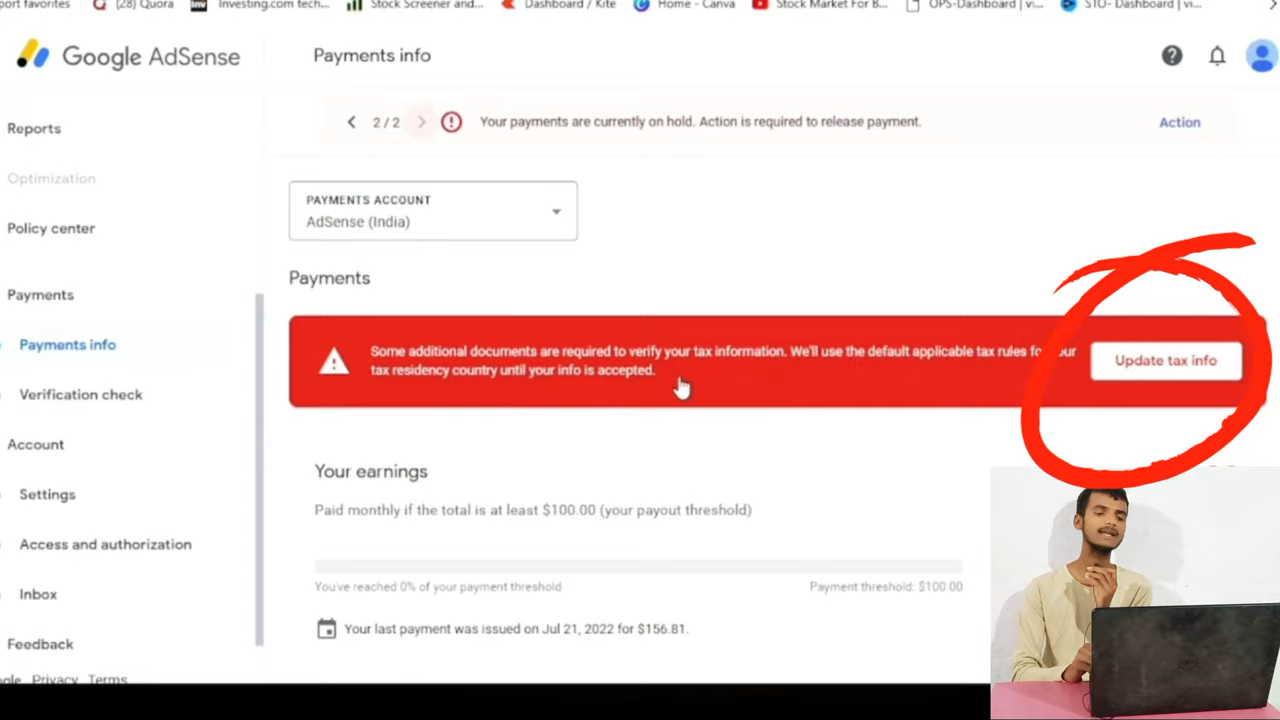 port favorites (28) Quora Investing.com tech... Stock Screener and... Dashboard / Kite Home - Canva Stock Market For B... OPS-Dashboard | vi... STO- Dashboard | vi...
Google AdSense Payments info
2 / 2 Your payments are currently on hold. Action is required to release payment. Action
Reports
Optimization
Policy center
Payments
Payments info
Verification check
Account
Settings
Access and authorization
Inbox
Feedback
Privacy Terms
PAYMENTS ACCOUNT
AdSense (India)
Payments
Some additional documents are required to verify your tax information. We'll use the default applicable tax rules
tax residency country until your info is accepted.
Update tax info
Your earnings
Paid monthly if the total is at least $100.00 (your payout threshold)
You've reached 0% of your payment threshold Payment threshold: $100.00
Your last payment was issued on Jul 21, 2022 for $156.81.